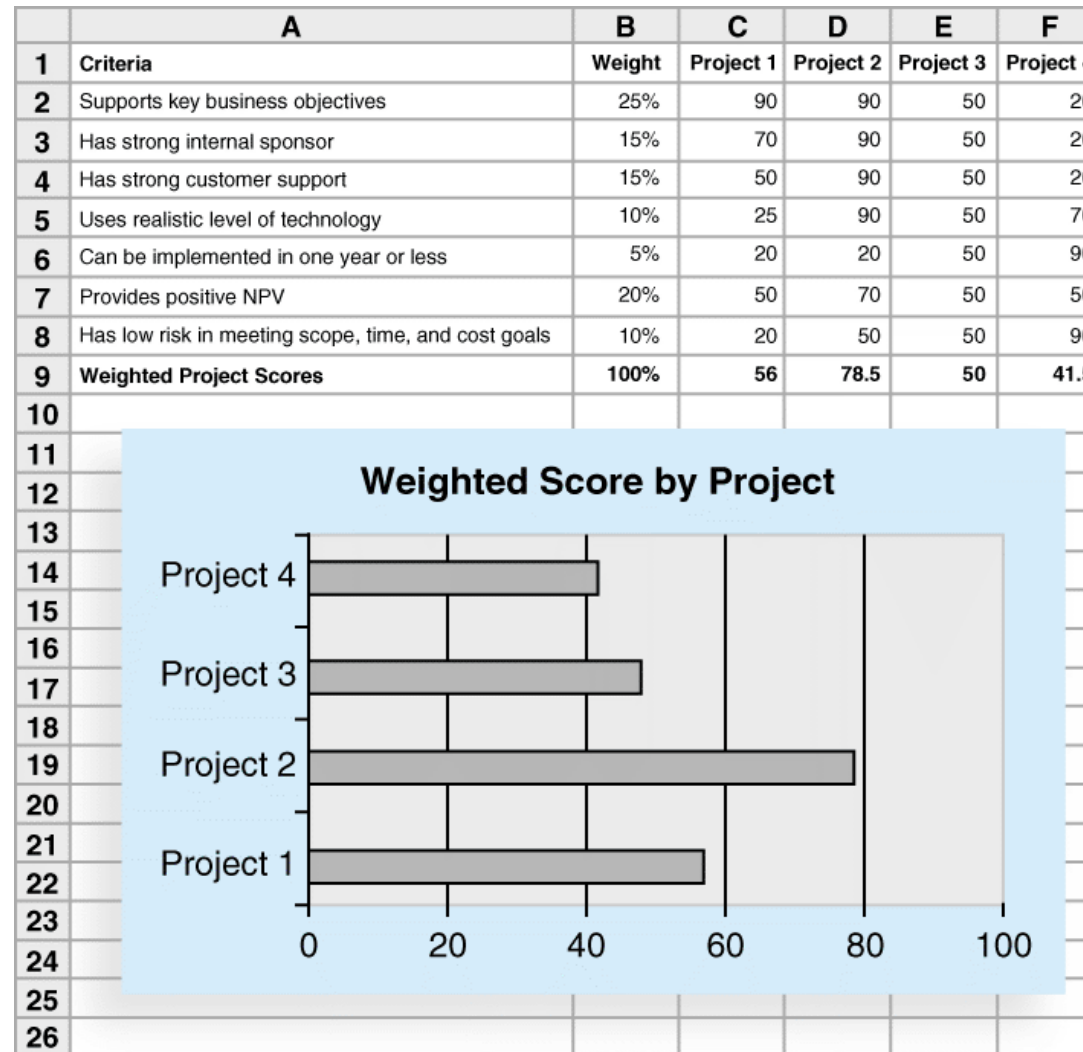 A B C D E F
1 Criteria Weight Project 1 Project 2 Project 3 Project
2 Supports key business objectives 25% 90 90 50
3 Has strong internal sponsor 15% 70 90 50
4 Has strong customer support 15% 50 90 50
5 Uses realistic level of technology 10% 25 90 50
6 Can be implemented in one year or less 5% 20 20 50
7 Provides positive NPV 20% 50 70 50
8 Has low risk in meeting scope, time, and cost goals 10% 20 50 50
9 Weighted Project Scores 100% 56 78.5 50
10
11
Weighted Score by Project
12
13
14 Project 4
15
16
17 Project 3
18
19 Project 2
20
21
22 Project 1
23
24 0 20 40 60 80 100
25
26